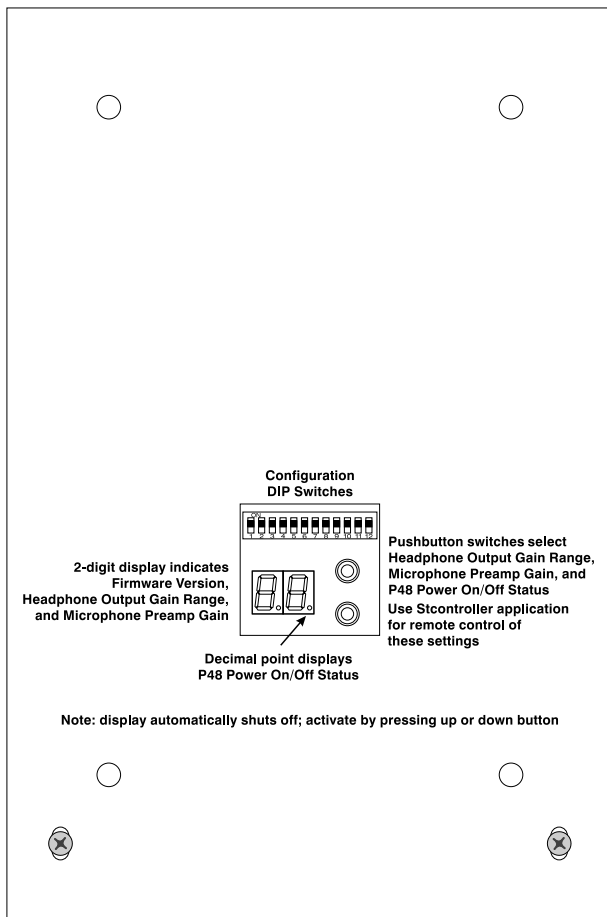 Configuration
DIP Switches
ON
1 2 3 4 5 6 7 8 9 10 11 12
2-digit display indicates
Firmware Version,
Headphone Output Gain Range,
and Microphone Preamp Gain
Pushbutton switches select
Headphone Output Gain Range,
Microphone Preamp Gain, and
P48 Power On/Off Status
Use Stcontroller application
for remote control of
these settings
8.8.
Decimal point displays
P48 Power On/Off Status
Note: display automatically shuts off; activate by pressing up or down button